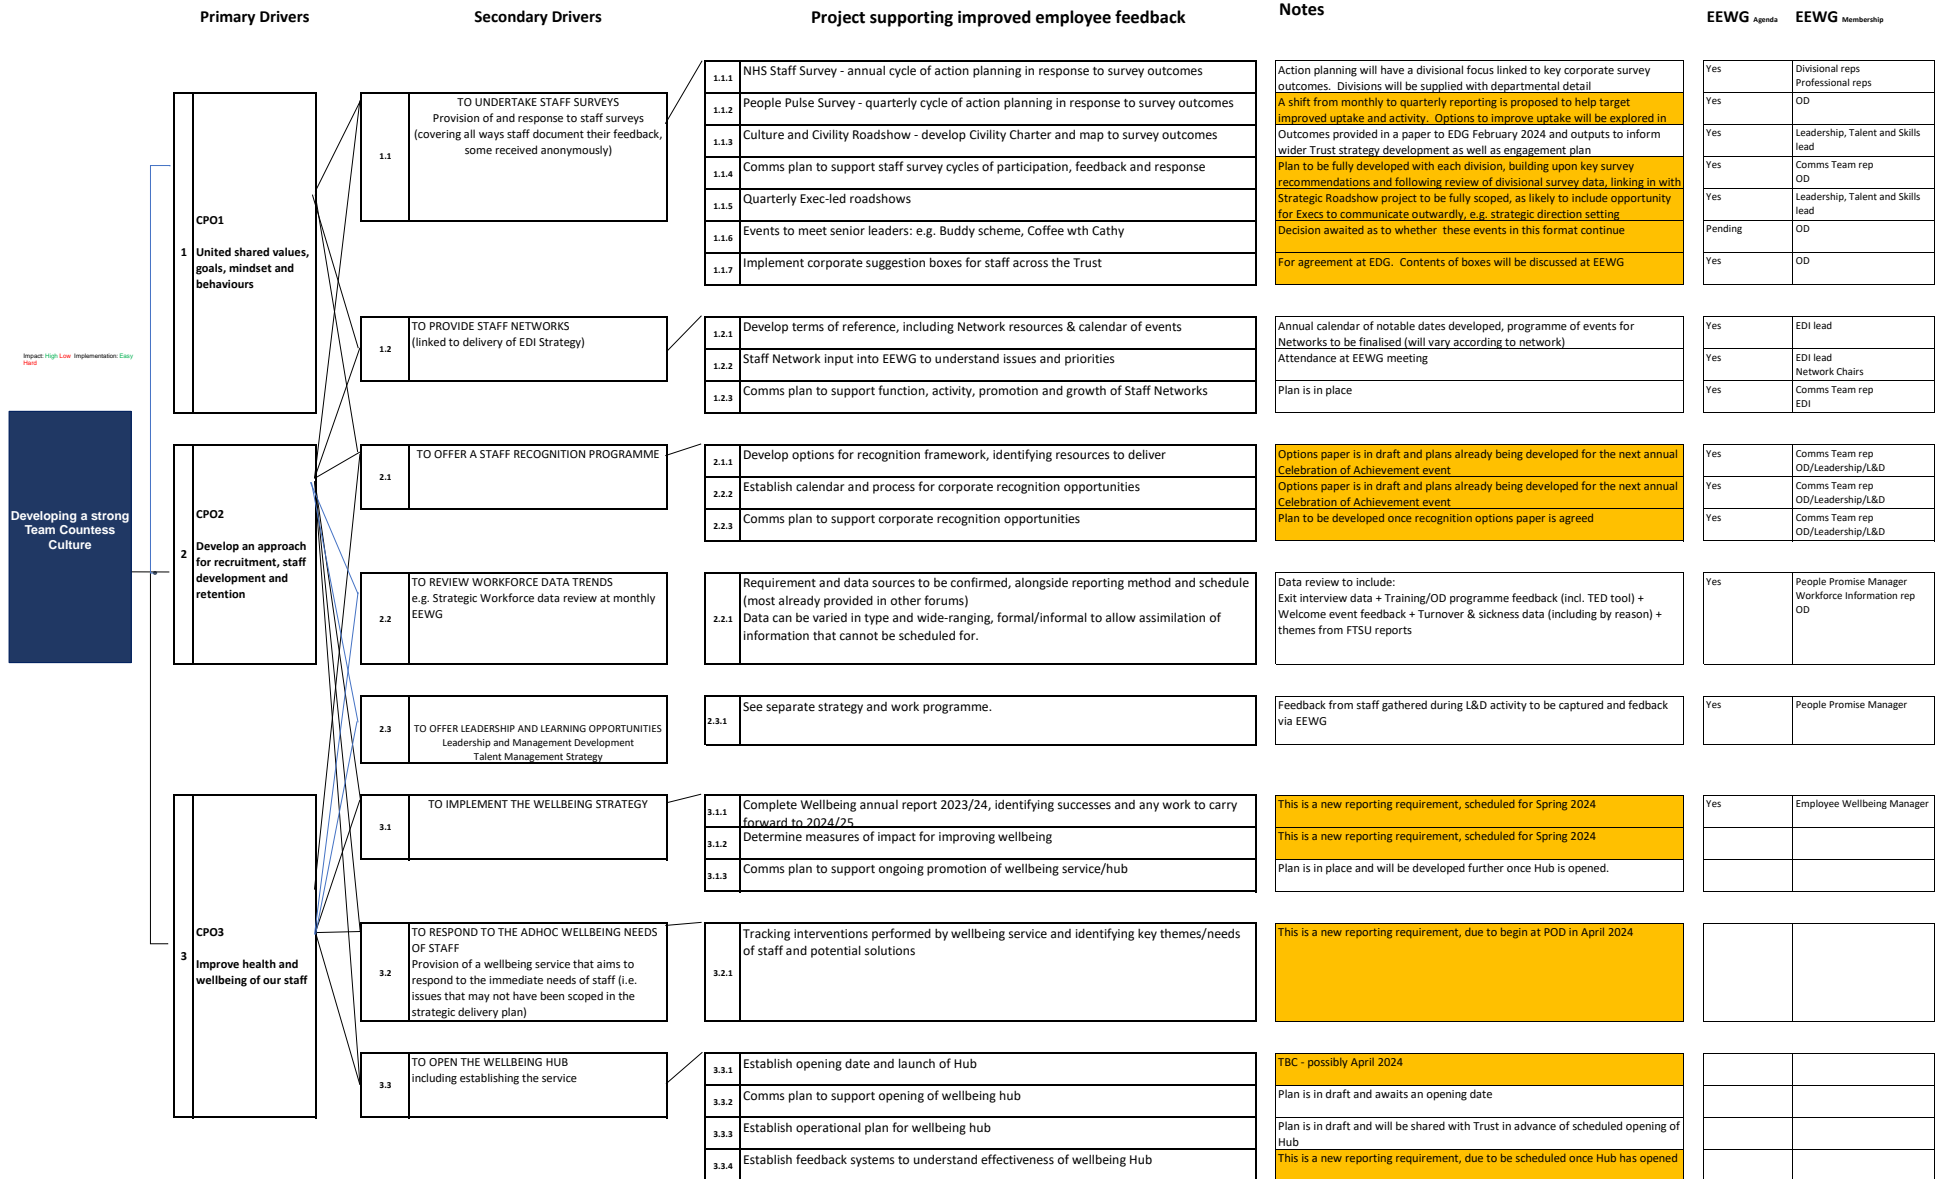 Primary Drivers
Secondary Drivers
Project supporting improved employee feedback
Notes
EEWG Agenda
EEWG Membership
Impact: High Low Implementation: Easy
Hard
Developing a strong
Team Countess
Culture
1
CPO1
United shared values,
goals, mindset and
behaviours
1.1
TO UNDERTAKE STAFF SURVEYS
Provision of and response to staff surveys
(covering all ways staff document their feedback,
some received anonymously)
1.1.1
NHS Staff Survey - annual cycle of action planning in response to survey outcomes
Action planning will have a divisional focus linked to key corporate survey
outcomes.  Divisions will be supplied with departmental detail
Yes
Divisional reps
Professional reps
1.1.2
People Pulse Survey - quarterly cycle of action planning in response to survey outcomes
A shift from monthly to quarterly reporting is proposed to help target
improved uptake and activity.  Options to improve uptake will be explored in
Yes
OD
1.1.3
Culture and Civility Roadshow - develop Civility Charter and map to survey outcomes
Outcomes provided in a paper to EDG February 2024 and outputs to inform
wider Trust strategy development as well as engagement plan
Yes
Leadership, Talent and Skills
lead
1.1.4
Comms plan to support staff survey cycles of participation, feedback and response
Plan to be fully developed with each division, building upon key survey
recommendations and following review of divisional survey data, linking in with
Yes
Comms Team rep
OD
1.1.5
Quarterly Exec-led roadshows
Strategic Roadshow project to be fully scoped, as likely to include opportunity
for Execs to communicate outwardly, e.g. strategic direction setting
Yes
Leadership, Talent and Skills
lead
1.1.6
Events to meet senior leaders: e.g. Buddy scheme, Coffee wth Cathy
Decision awaited as to whether  these events in this format continue
Pending
OD
1.1.7
Implement corporate suggestion boxes for staff across the Trust
For agreement at EDG.  Contents of boxes will be discussed at EEWG
Yes
OD
1.2
TO PROVIDE STAFF NETWORKS
(linked to delivery of EDI Strategy)
1.2.1
Develop terms of reference, including Network resources & calendar of events
Annual calendar of notable dates developed, programme of events for
Networks to be finalised (will vary according to network)
Yes
EDI lead
1.2.2
Staff Network input into EEWG to understand issues and priorities
Attendance at EEWG meeting
Yes
EDI lead
Network Chairs
1.2.3
Comms plan to support function, activity, promotion and growth of Staff Networks
Plan is in place
Yes
Comms Team rep
EDI
2
CPO2
Develop an approach
for recruitment, staff
development and
retention
2.1
TO OFFER A STAFF RECOGNITION PROGRAMME
2.1.1
Develop options for recognition framework, identifying resources to deliver
Options paper is in draft and plans already being developed for the next annual
Celebration of Achievement event
Yes
Comms Team rep
OD/Leadership/L&D
2.2.2
Establish calendar and process for corporate recognition opportunities
Options paper is in draft and plans already being developed for the next annual
Celebration of Achievement event
Yes
Comms Team rep
OD/Leadership/L&D
2.2.3
Comms plan to support corporate recognition opportunities
Plan to be developed once recognition options paper is agreed
Yes
Comms Team rep
OD/Leadership/L&D
2.2
TO REVIEW WORKFORCE DATA TRENDS
e.g. Strategic Workforce data review at monthly
EEWG
2.2.1
Requirement and data sources to be confirmed, alongside reporting method and schedule
(most already provided in other forums)
Data can be varied in type and wide-ranging, formal/informal to allow assimilation of
information that cannot be scheduled for.
Data review to include:
Exit interview data + Training/OD programme feedback (incl. TED tool) +
Welcome event feedback + Turnover & sickness data (including by reason) +
themes from FTSU reports
Yes
People Promise Manager
Workforce Information rep
OD
2.3
TO OFFER LEADERSHIP AND LEARNING OPPORTUNITIES
Leadership and Management Development
Talent Management Strategy
2.3.1
See separate strategy and work programme.
Feedback from staff gathered during L&D activity to be captured and fedback
via EEWG
Yes
People Promise Manager
3
CPO3
Improve health and
wellbeing of our staff
3.1
TO IMPLEMENT THE WELLBEING STRATEGY
3.1.1
Complete Wellbeing annual report 2023/24, identifying successes and any work to carry
forward to 2024/25
This is a new reporting requirement, scheduled for Spring 2024
Yes
Employee Wellbeing Manager
3.1.2
Determine measures of impact for improving wellbeing
This is a new reporting requirement, scheduled for Spring 2024
3.1.3
Comms plan to support ongoing promotion of wellbeing service/hub
Plan is in place and will be developed further once Hub is opened.
3.2
TO RESPOND TO THE ADHOC WELLBEING NEEDS
OF STAFF
Provision of a wellbeing service that aims to
respond to the immediate needs of staff (i.e.
issues that may not have been scoped in the
strategic delivery plan)
3.2.1
Tracking interventions performed by wellbeing service and identifying key themes/needs
of staff and potential solutions
This is a new reporting requirement, due to begin at POD in April 2024
3.3
TO OPEN THE WELLBEING HUB
including establishing the service
3.3.1
Establish opening date and launch of Hub
TBC - possibly April 2024
3.3.2
Comms plan to support opening of wellbeing hub
Plan is in draft and awaits an opening date
3.3.3
Establish operational plan for wellbeing hub
Plan is in draft and will be shared with Trust in advance of scheduled opening of
Hub
3.3.4
Establish feedback systems to understand effectiveness of wellbeing Hub
This is a new reporting requirement, due to be scheduled once Hub has opened